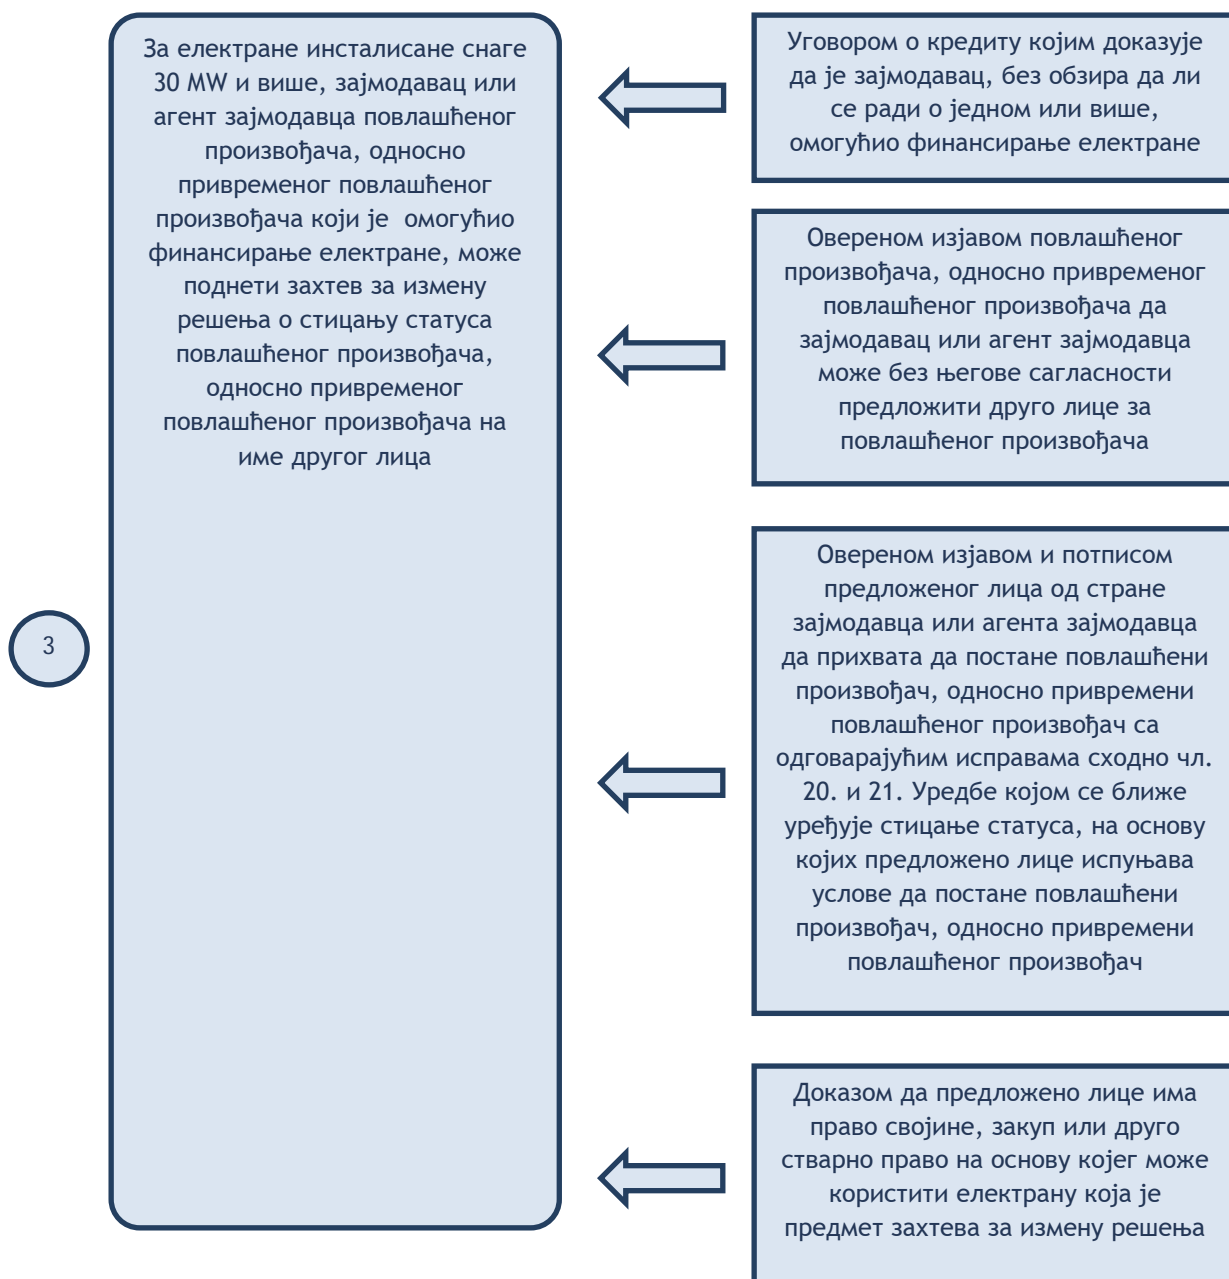 За електране инсталисане снаге
30 MW и више, зајмодавац или
агент зајмодавца повлашћеног
произвођача, односно
привременог повлашћеног
произвођача који је омогућио
финансирање електране, може
поднети захтев за измену
решења о стицању статуса
повлашћеног произвођача,
односно привременог
повлашћеног произвођача на
име другог лица
Уговором о кредиту којим доказује
да је зајмодавац, без обзира да ли
се ради о једном или више,
омогућио финансирање електране
Овереном изјавом повлашћеног
произвођача, односно привременог
повлашћеног произвођача да
зајмодавац или агент зајмодавца
може без његове сагласности
предложити друго лице за
повлашћеног произвођача
Овереном изјавом и потписом
предложеног лица од стране
зајмодавца или агента зајмодавца
да прихвата да постане повлашћени
произвођач, односно привремени
повлашћеног произвођач са
одговарајућим исправама сходно чл.
20. и 21. Уредбе којом се ближе
уређује стицање статуса, на основу
којих предложено лице испуњава
услове да постане повлашћени
произвођач, односно привремени
повлашћеног произвођач
3
Доказом да предложено лице има
право својине, закуп или друго
стварно право на основу којег може
користити електрану која је
предмет захтева за измену решења